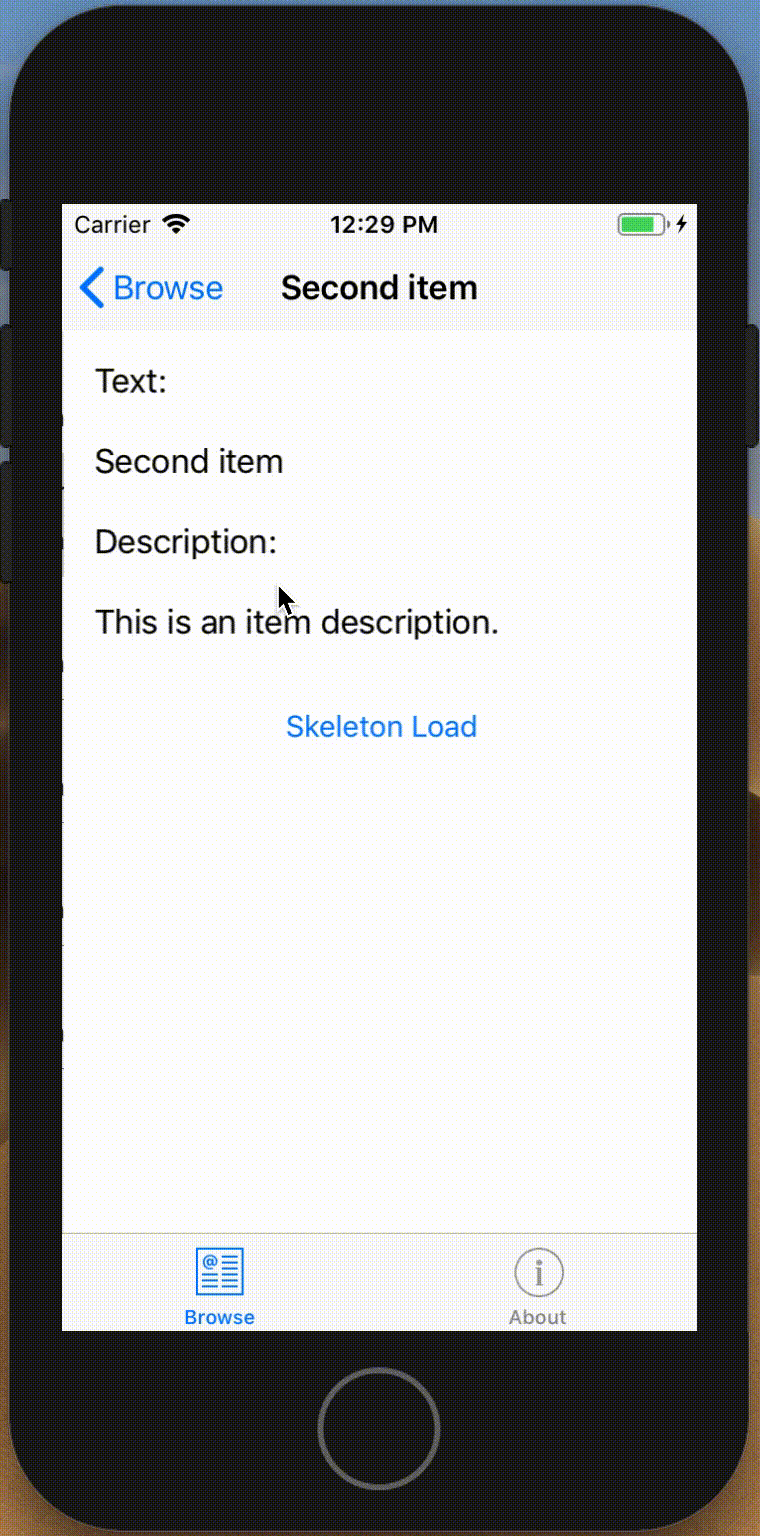 Carrier 12:29 PM
Browse Second item
Text:
Second item
Description:
This is an item description.
Skeleton Load
@
Browse About